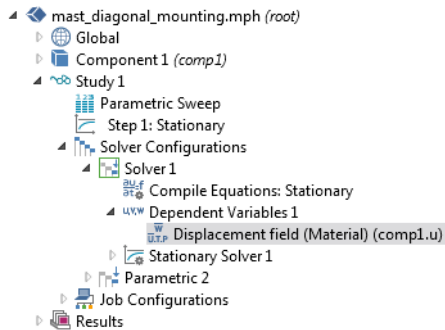 mast_diagonal_mounting.mph (root)
Global
Component 1 (comp1)
Study 1
Parametric Sweep
Step 1: Stationary
Solver Configurations
Solver 1
Compile Equations: Stationary
Dependent Variables 1
Displacement field (Material) (comp1.u)
Stationary Solver 1
Parametric 2
Job Configurations
Results